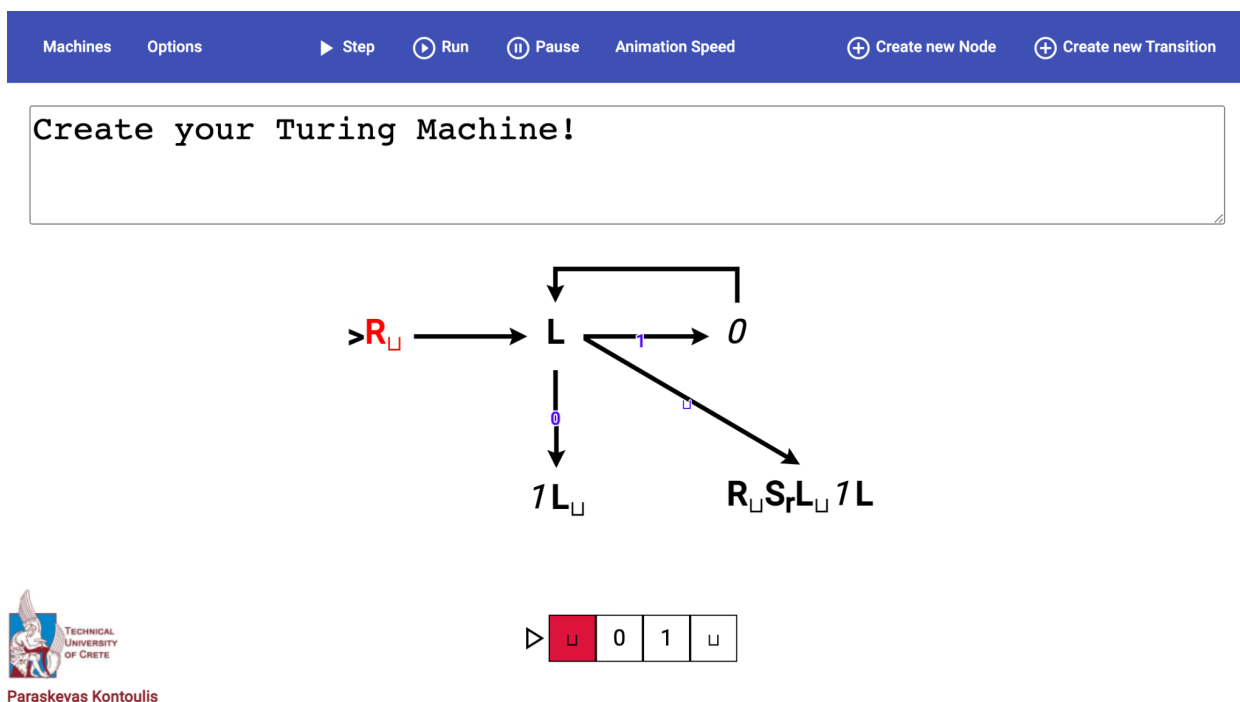 Machines Options Step Run Pause Animation Speed Create new Node Create new Transition
Create your Turing Machine!
>R⊔ L 1 0
0 ⊔
1L⊔ R⊔SrL⊔1L
⊔ 0 1 ⊔
TECHNICAL
UNIVERSITY
OF CRETE
Paraskevas Kontoulis